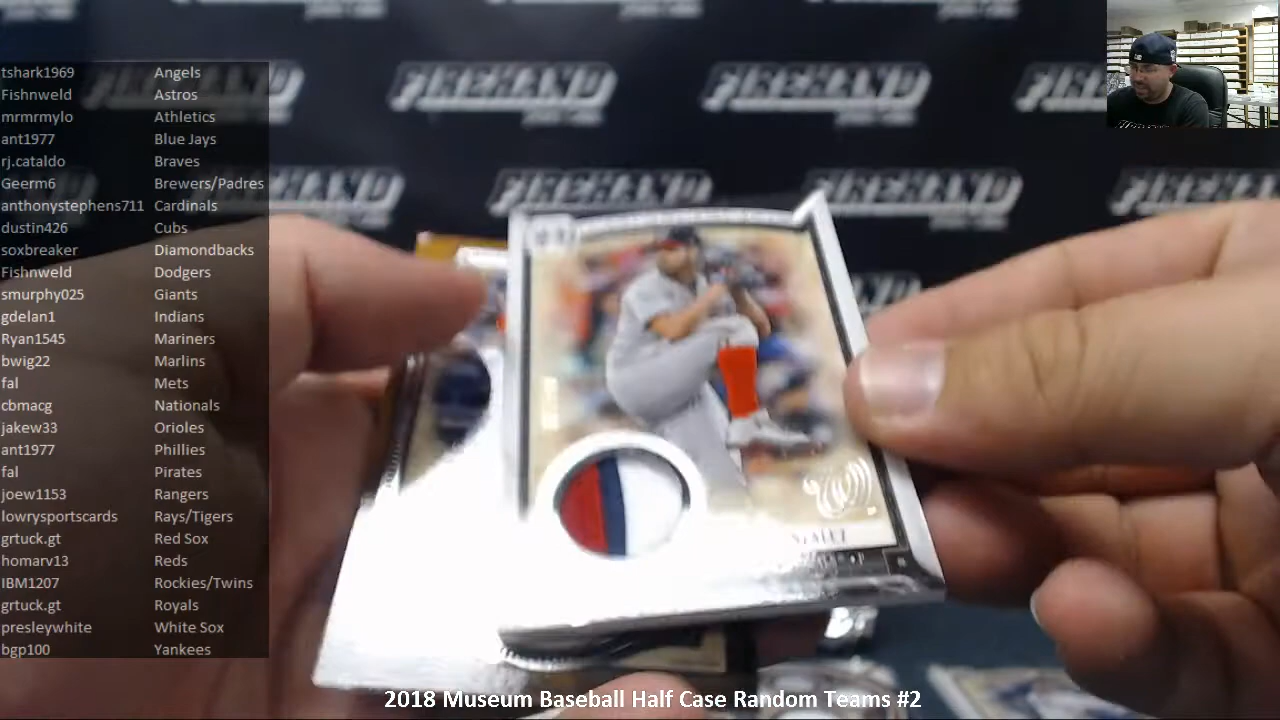 tshark1969 Angels
Fishnweld Astros
mrmrmylo Athletics
ant1977 Blue Jays
rj.cataldo Braves
Geerm6 Brewers/Padres
anthonystephens711 Cardinals
dustin426 Cubs
soxbreaker Diamondbacks
Fishnweld Dodgers
smurphy025 Giants
gdelan1 Indians
Ryan1545 Mariners
bwig22 Marlins
fal Mets
cbmacg Nationals
jakew33 Orioles
ant1977 Phillies
fal Pirates
joew1153 Rangers
lowrysportscards Rays/Tigers
grtuck.gt Red Sox
homarv13 Reds
IBM1207 Rockies/Twins
grtuck.gt Royals
presleywhite White Sox
bgp100 Yankees
FIREHAND
FIREHAND
FIREHAND
FIREHAND
W
2018 Museum Baseball Half Case Random Teams #2